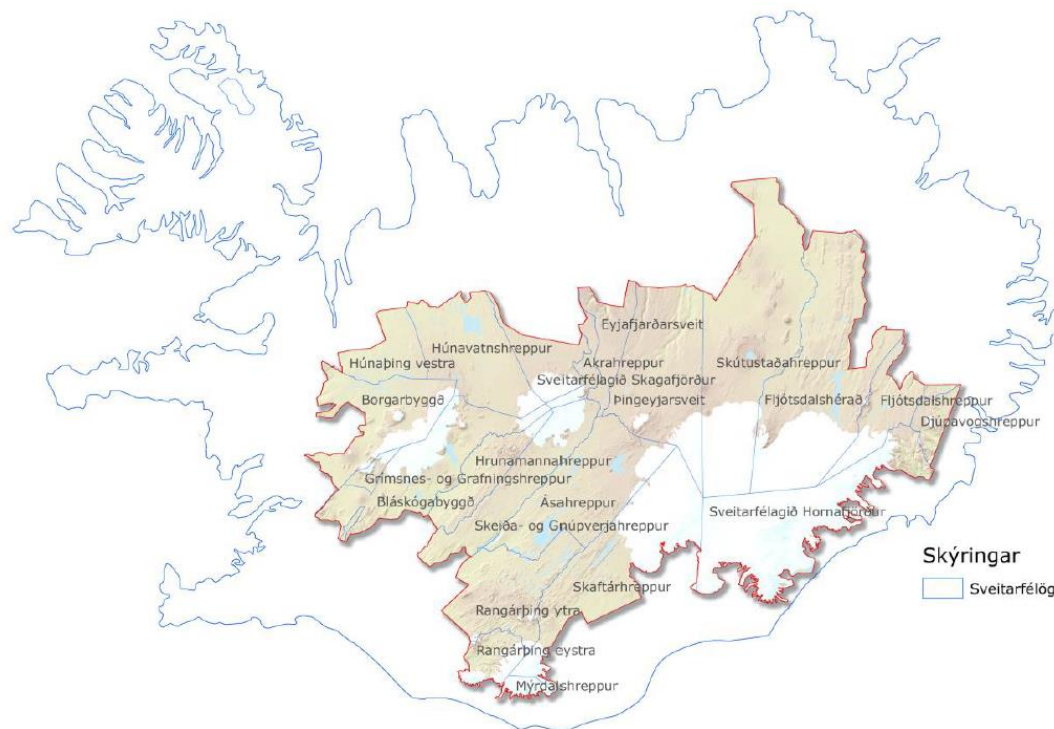 Eyjafjarðarsveit
Húnavatnshreppur
Húnaþing vestra
Akrahreppur
Skútustaðahreppur
Sveitarfélagið Skagafjörður
Borgarbyggð
Þingeyjarsveit
Fljótsdalshérað
Fljótsdalshreppur
Djúpavogshreppur
Hrunamannahreppur
Grímsnes- og Grafningshreppur
Bláskógabyggð
Ásahreppur
Sveitarfélagið Hornafjörður
Skeiða- og Gnúpverjahreppur
Skýringar
Sveitarfélög
Skaftárhreppur
Rangárþing ytra
Rangárþing eystra
Mýrdalshreppur